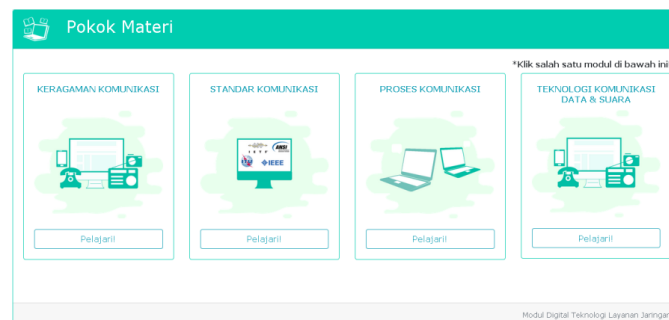 Pokok Materi
*Klik salah satu modul di bawah ini
KERAGAMAN KOMUNIKASI
STANDAR KOMUNIKASI
PROSES KOMUNIKASI
TEKNOLOGI KOMUNIKASI
DATA & SUARA
ANSI
IEEE
Pelajari!
Pelajari!
Pelajari!
Pelajari!
Modul Digital Teknologi Layanan Jaringan